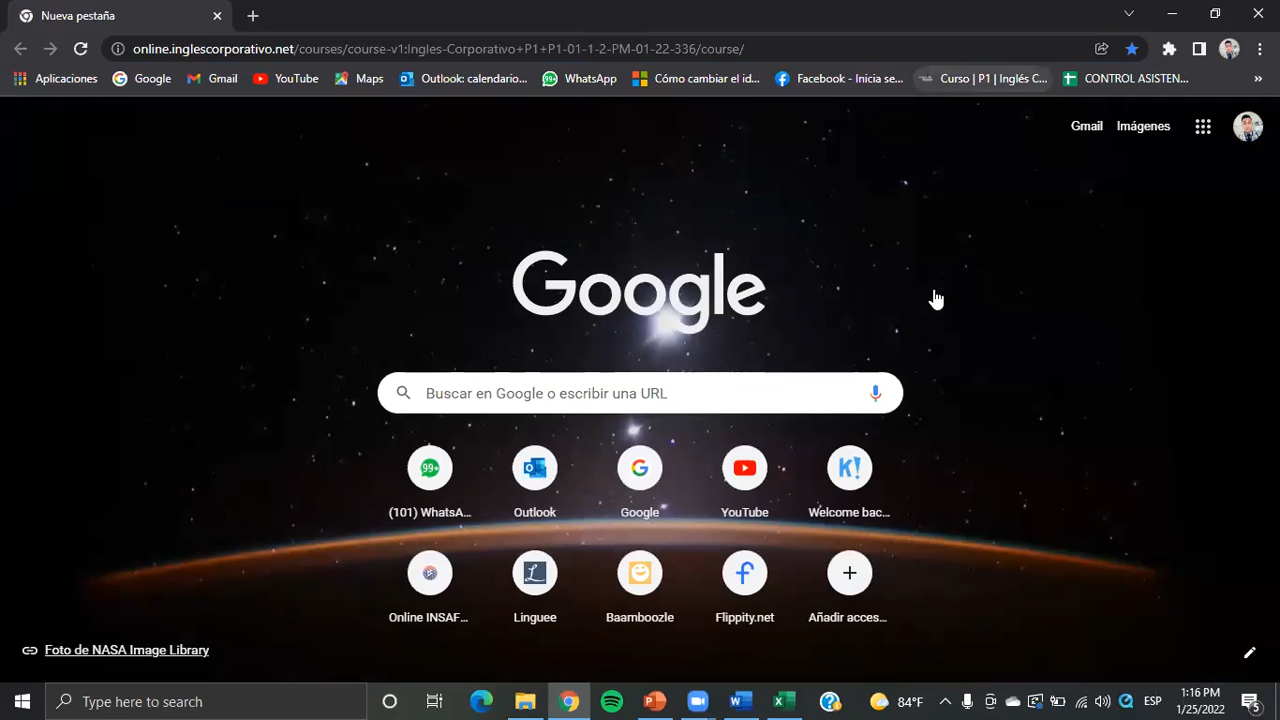 Nueva pestaña
online.inglescorporativo.net/courses/course-v1:Ingles-Corporativo+P1+P1-01-1-2-PM-01-22-336/course/
Aplicaciones Google Gmail YouTube Maps Outlook: calendario... 99+ WhatsApp Cómo cambiar el id... Facebook - Inicia se... Curso | P1 | Inglés C... CONTROL ASISTEN...
Gmail Imágenes
Google
Buscar en Google o escribir una URL
99+ K!
(101) WhatsA... Outlook Google YouTube Welcome bac...
Online INSAF... Linguee Baamboozle Flippity.net Añadir acces...
Foto de NASA Image Library
Type here to search 84°F ESP 1:16 PM
1/25/2022 5